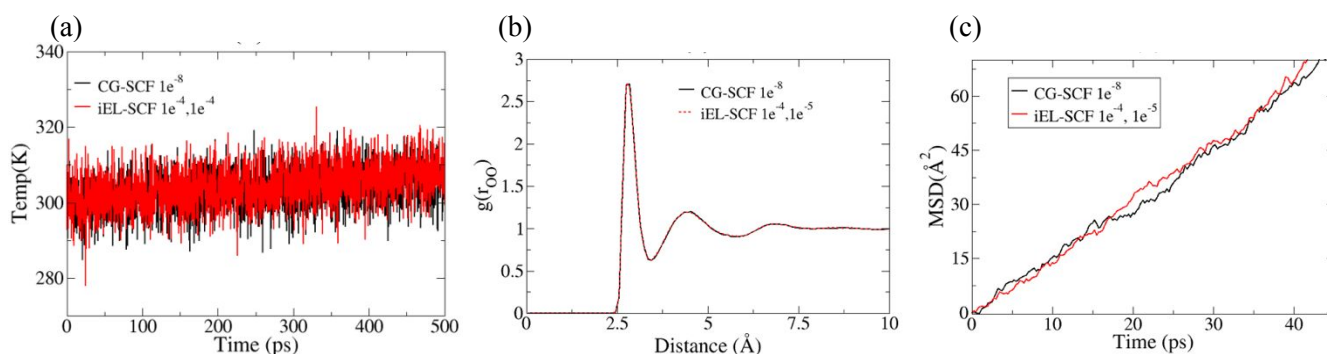 (a)
340
320
300
280
Temp(K)
CG-SCF 1e⁻⁸
iEL-SCF 1e⁻⁴,1e⁻⁴
0 100 200 300 400 500
Time (ps)
(b)
3
2.5
2
1.5
1
0.5
0
g(r_OO)
CG-SCF 1e⁻⁸
iEL-SCF 1e⁻⁴,1e⁻⁵
0 2.5 5 7.5 10
Distance (Å)
(c)
60
45
30
15
0
MSD(Å²)
CG-SCF 1e⁻⁸
iEL-SCF 1e⁻⁴, 1e⁻⁵
0 10 20 30 40
Time (ps)